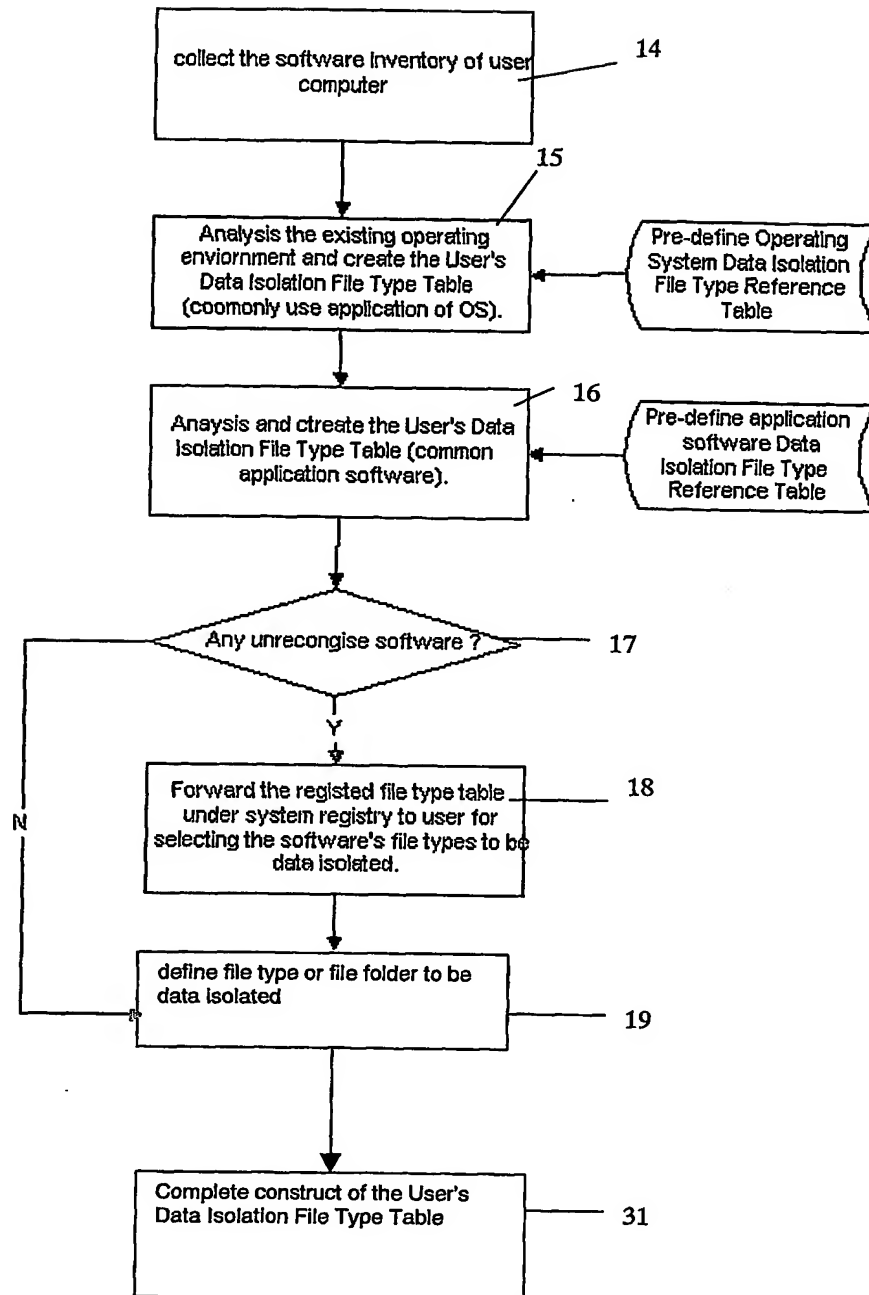 collect the software inventory of user
computer
14
15
Analysis the existing operating
enviornment and create the User's
Data Isolation File Type Table
(coomonly use application of OS).
Pre-define Operating
System Data Isolation
File Type Reference
Table
16
Anaysis and ctreate the User's Data
Isolation File Type Table (common
application software).
Pre-define application
software Data
Isolation File Type
Reference Table
Any unrecongise software ?
17
Y
N
Forward the registed file type table
under system registry to user for
selecting the software's file types to be
data isolated.
18
define file type or file folder to be
data isolated
19
Complete construct of the User's
Data Isolation File Type Table
31